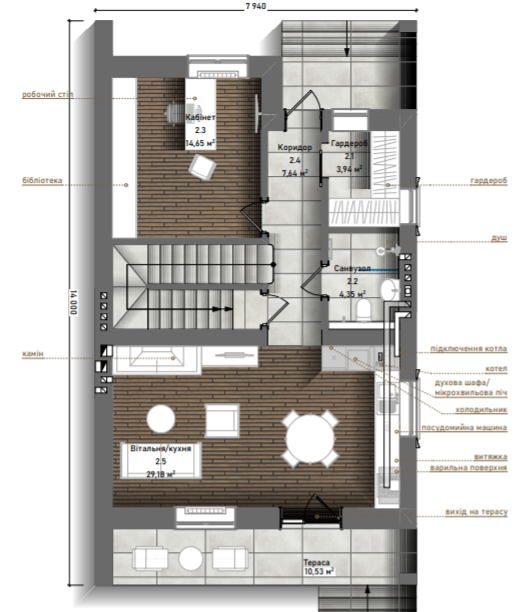 7 940
14 000
робочий стіл
Кабінет
2.3
14,65 м²
бібліотека
Коридор
2.4
7,64 м²
Гардероб
2.1
3,94 м²
гардероб
душ
Санвузол
2.2
4,35 м²
камін
підключення котла
котел
духова шафа/
мікрохвильова піч
холодильник
посудомийна машина
Вітальня/кухня
2.5
29,18 м²
витяжка
варильна поверхня
вихід на терасу
Тераса
10,53 м²